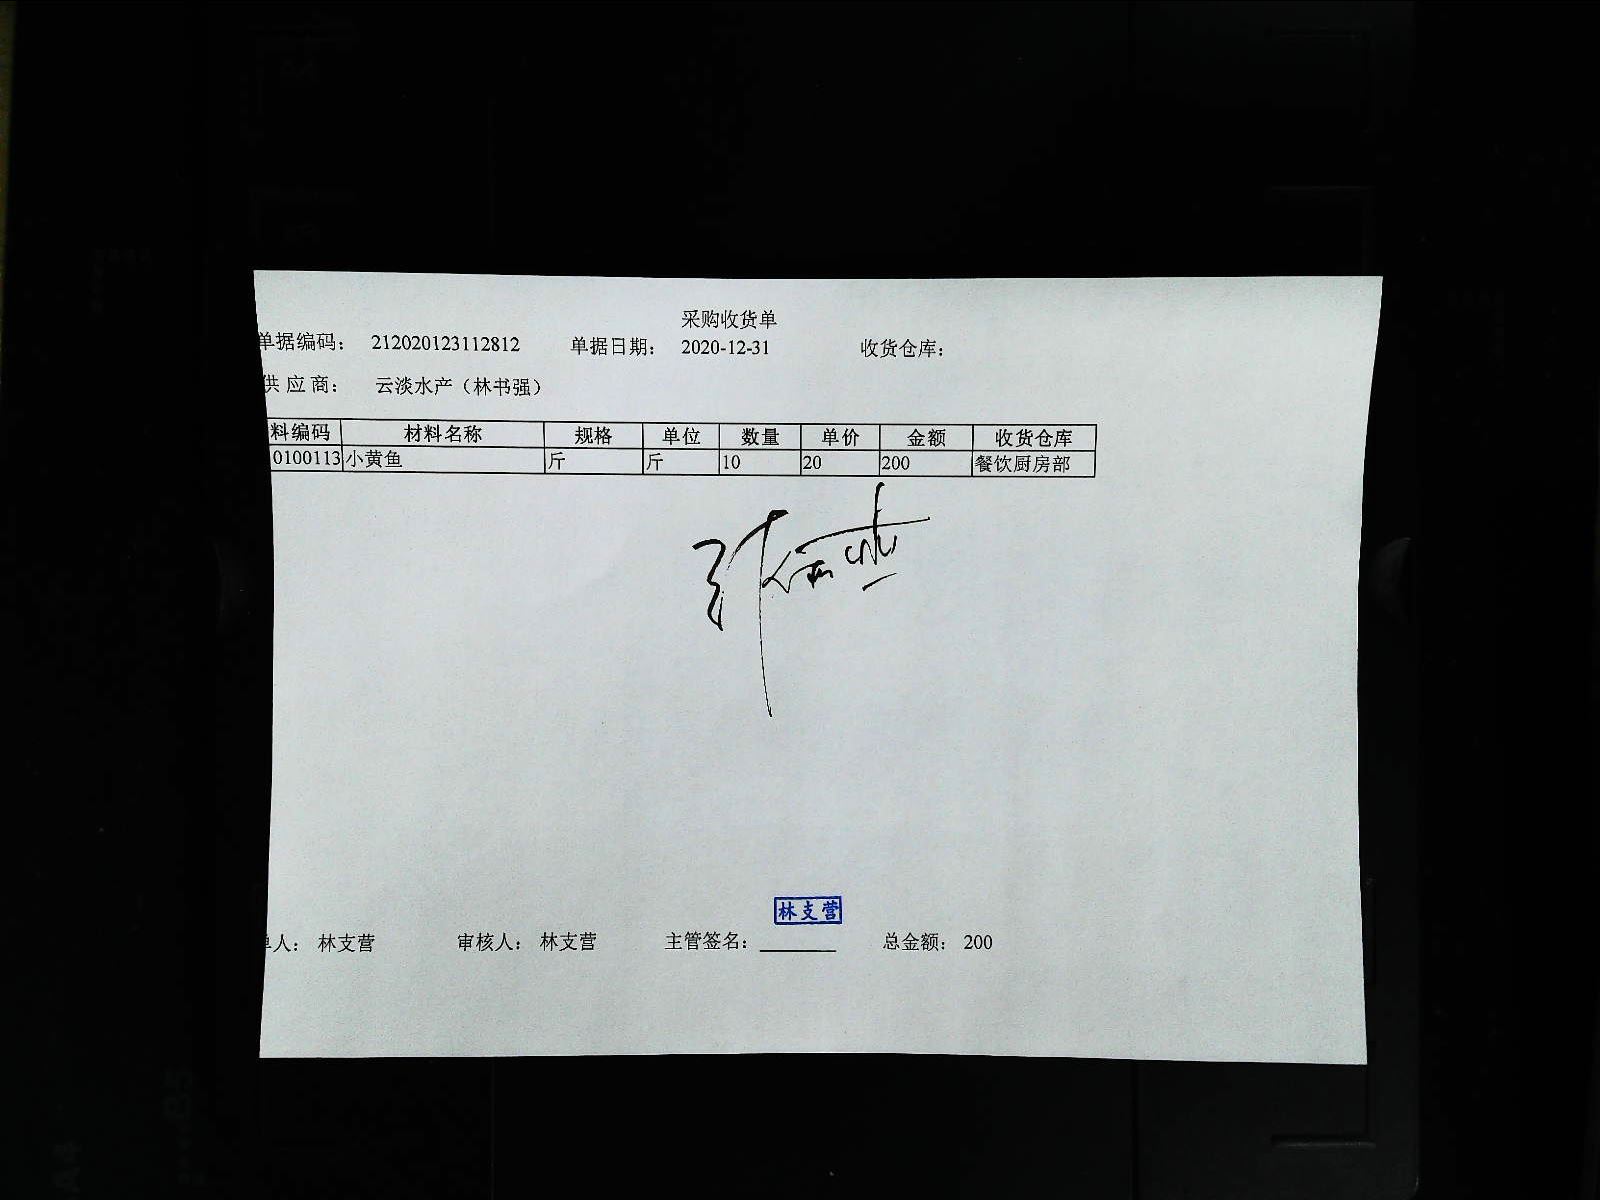 采购收货单
单据编码： 212020123112812 单据日期： 2020-12-31 收货仓库：
供应商： 云淡水产（林书强）
料编码 材料名称 规格 单位 数量 单价 金额 收货仓库
0100113 小黄鱼 斤 斤 10 20 200 餐饮厨房部
林支营
单人： 林支营 审核人： 林支营 主管签名： 总金额： 200